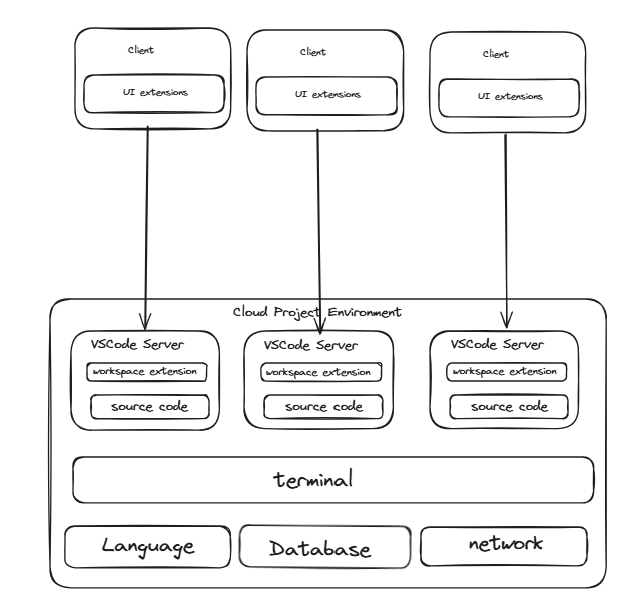 Client
Client
Client
UI extensions
UI extensions
UI extensions
Cloud Project Environment
VSCode Server
VSCode Server
VSCode Server
workspace extension
workspace extension
workspace extension
source code
source code
source code
terminal
Language
Database
network